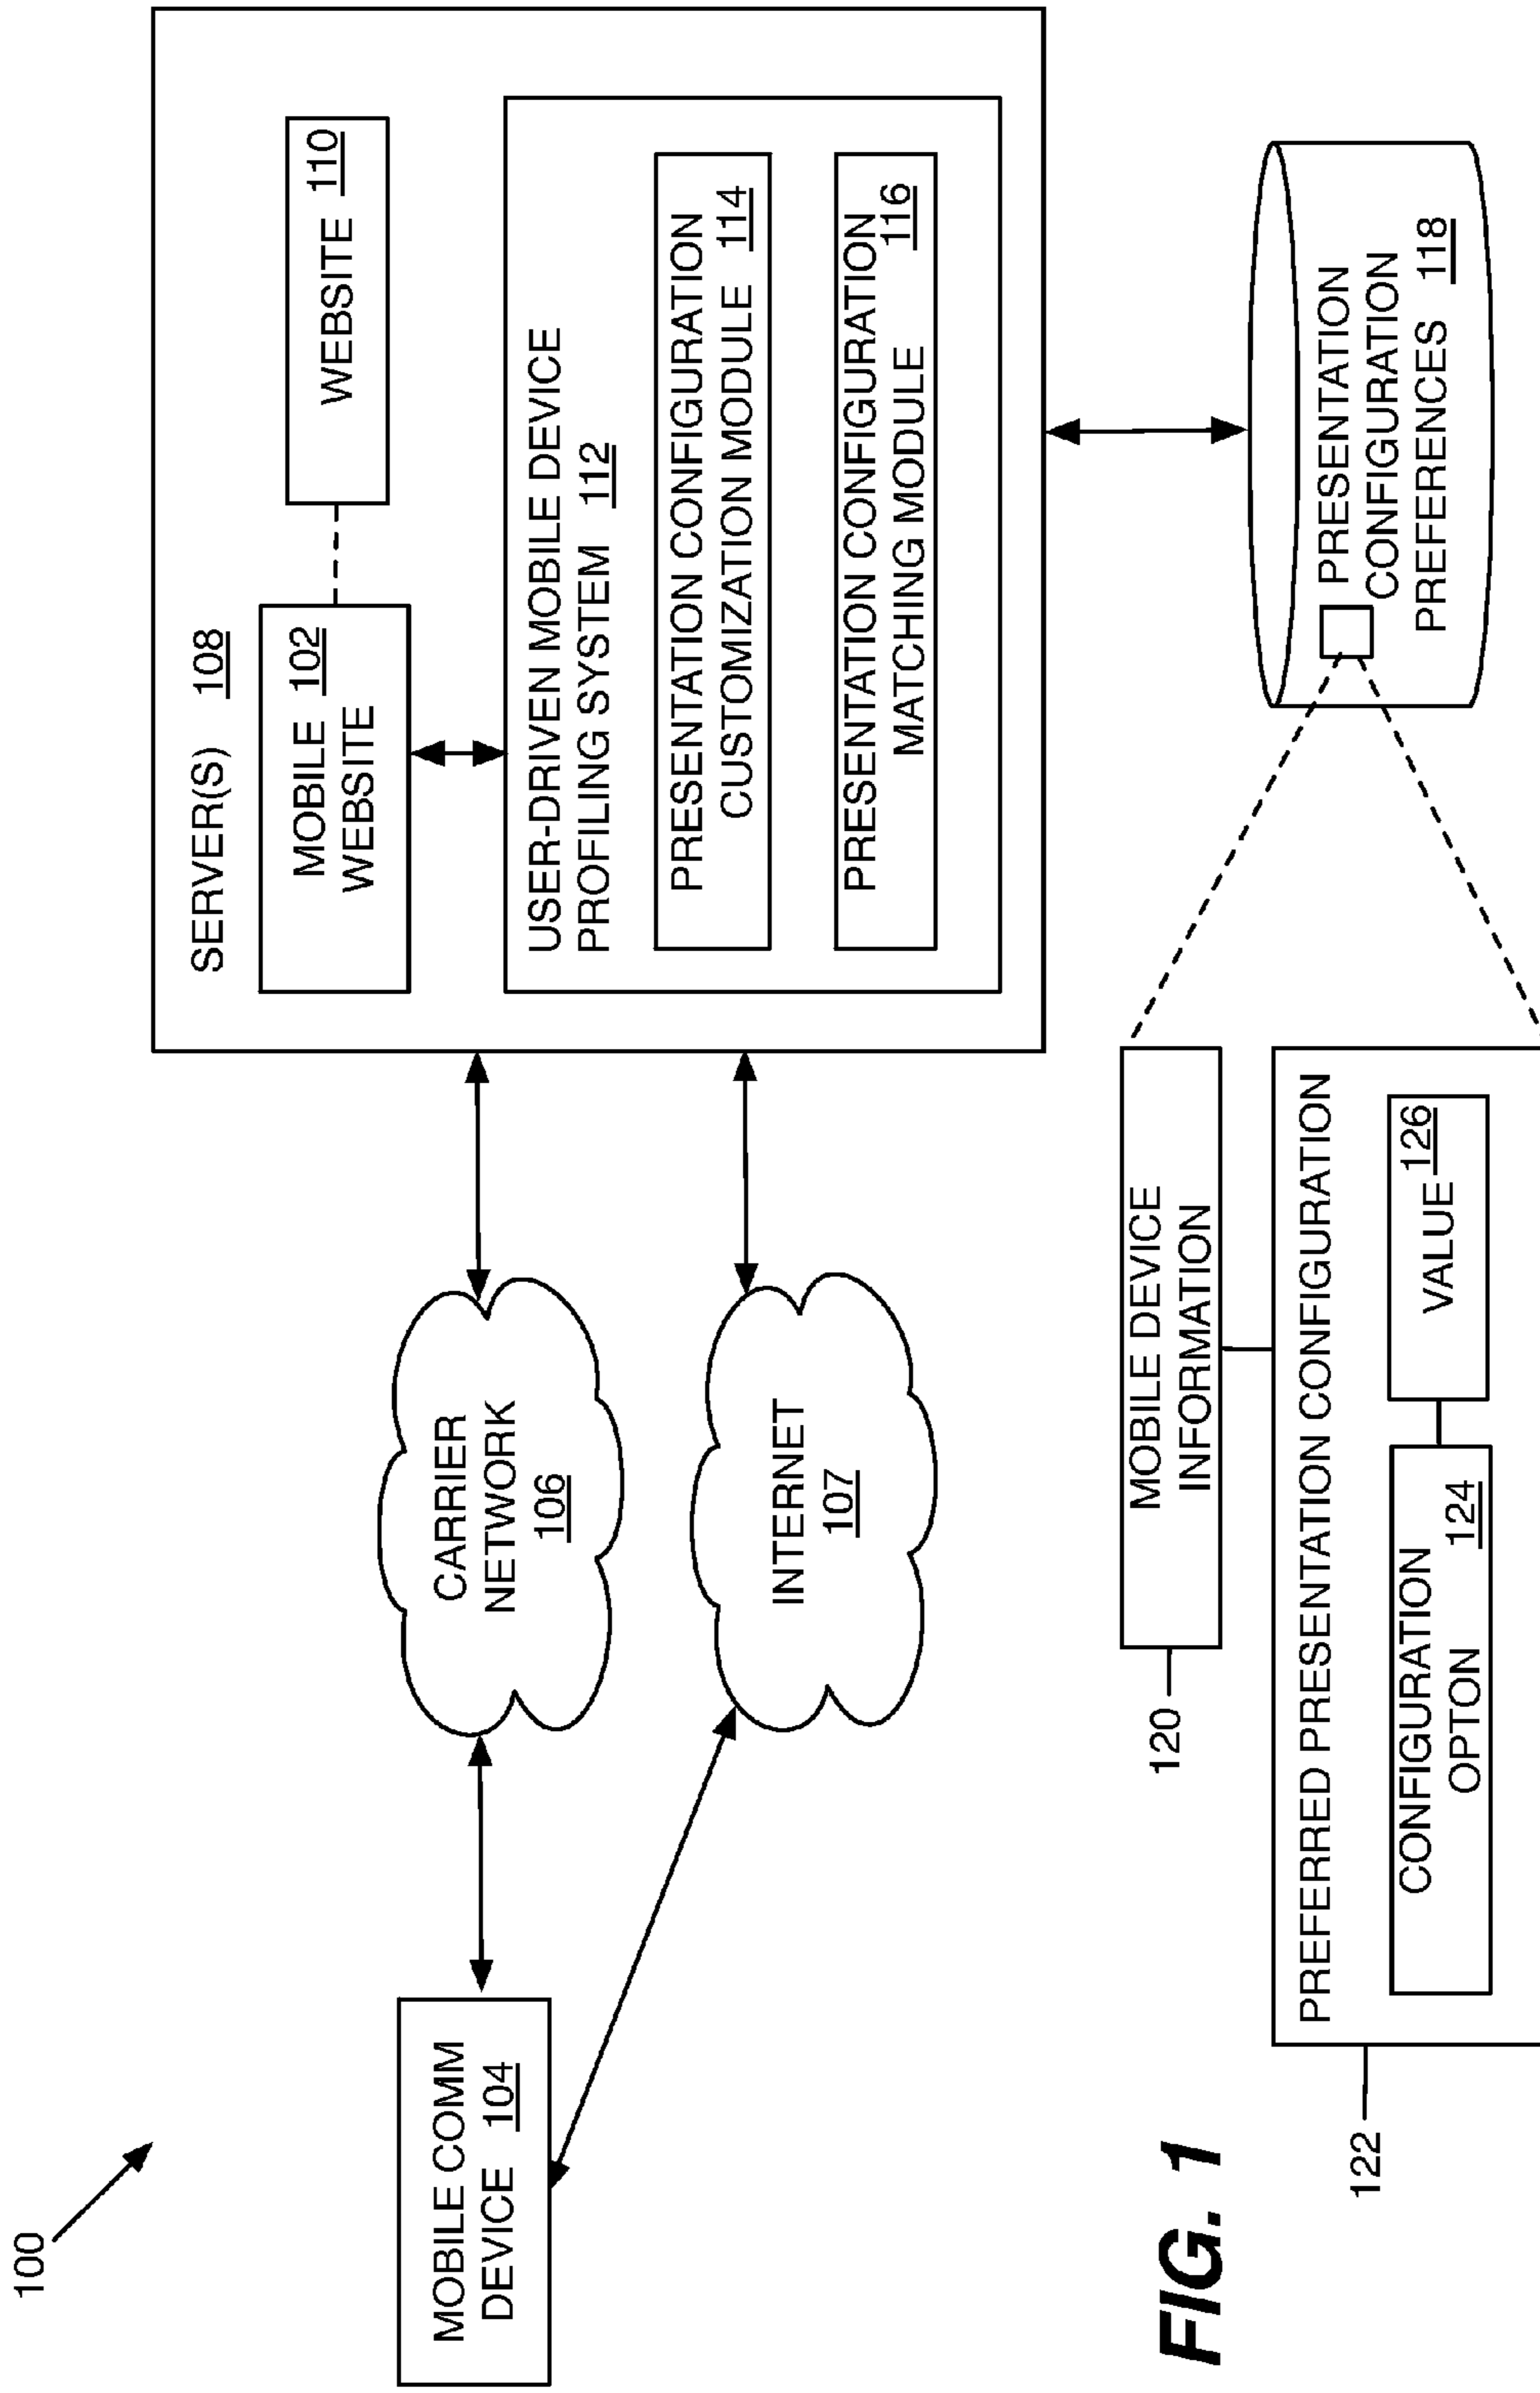 100
SERVER(S) 108
MOBILE 102
WEBSITE
WEBSITE 110
USER-DRIVEN MOBILE DEVICE
PROFILING SYSTEM 112
PRESENTATION CONFIGURATION
CUSTOMIZATION MODULE 114
PRESENTATION CONFIGURATION
MATCHING MODULE 116
CARRIER
NETWORK
106
MOBILE COMM
DEVICE 104
INTERNET
107
PRESENTATION
CONFIGURATION
PREFERENCES 118
120
MOBILE DEVICE
INFORMATION
122
PREFERRED PRESENTATION CONFIGURATION
CONFIGURATION
OPTON 124
VALUE 126
FIG. 1